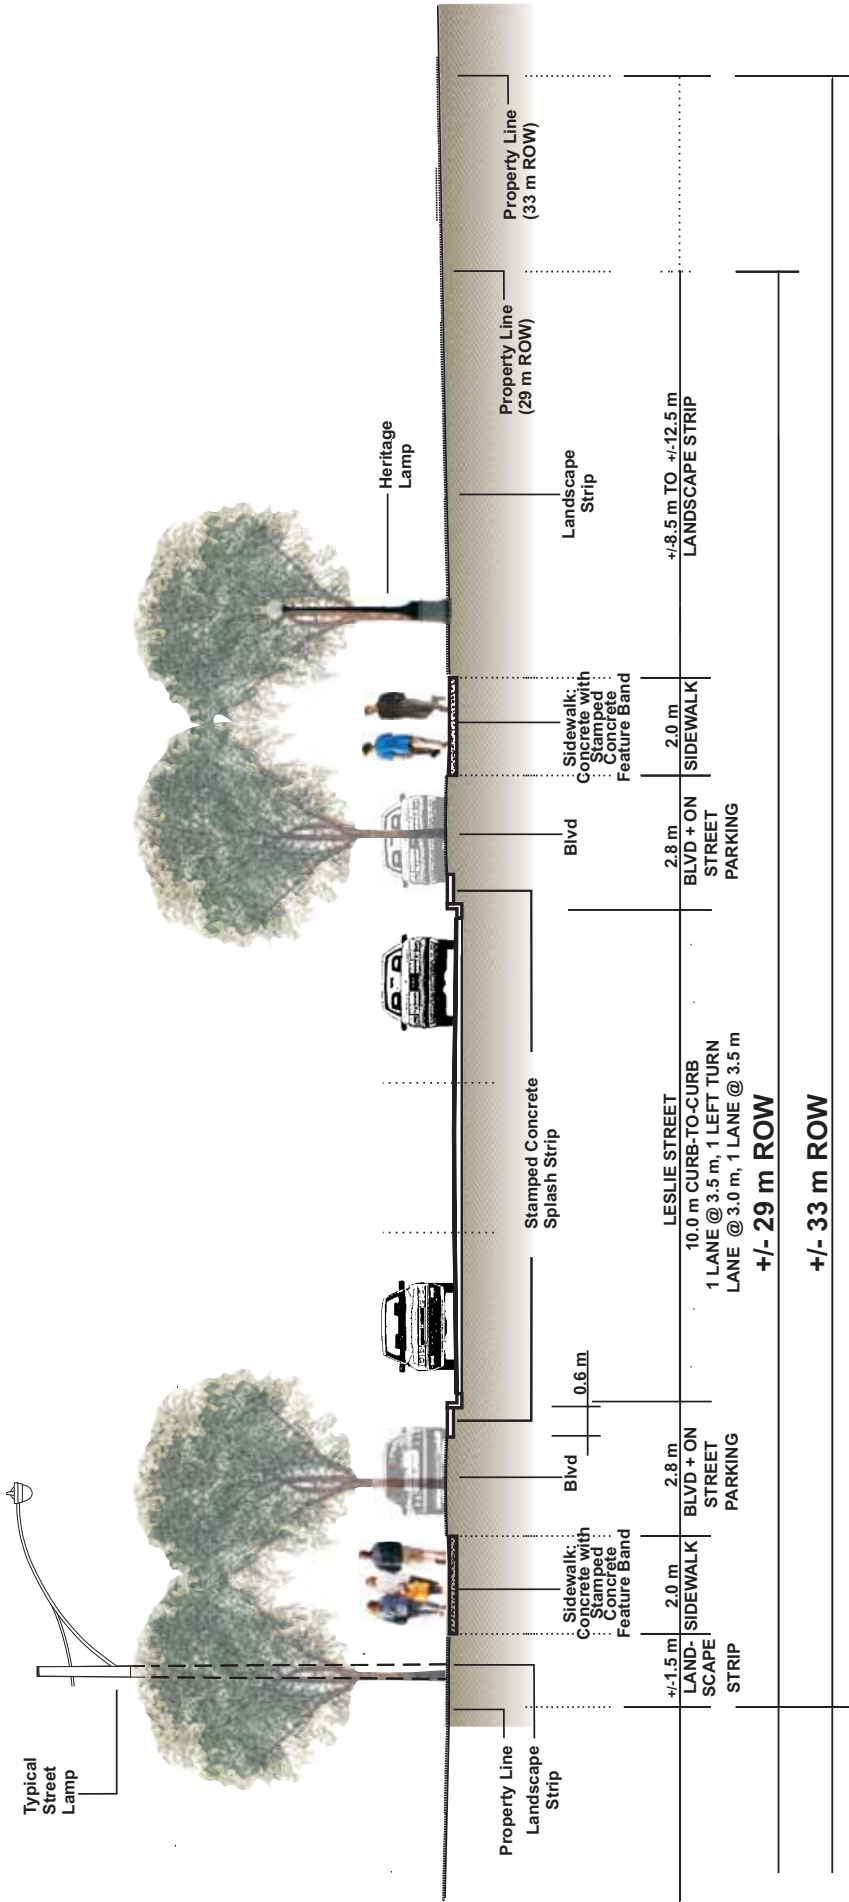 Typical
Street
Lamp
Heritage
Lamp
Property Line
Landscape
Strip
Sidewalk:
Concrete with
Stamped
Concrete
Feature Band
Blvd
0.6 m
Stamped Concrete
Splash Strip
Blvd
Sidewalk:
Concrete with
Stamped
Concrete
Feature Band
Landscape
Strip
Property Line
(29 m ROW)
Property Line
(33 m ROW)
+/-1.5 m
LAND-
SCAPE
STRIP
2.0 m
SIDEWALK
2.8 m
BLVD + ON
STREET
PARKING
LESLIE STREET
10.0 m CURB-TO-CURB
1 LANE @ 3.5 m, 1 LEFT TURN
LANE @ 3.0 m, 1 LANE @ 3.5 m
2.8 m
BLVD + ON
STREET
PARKING
2.0 m
SIDEWALK
+/-8.5 m TO +/-12.5 m
LANDSCAPE STRIP
+/- 29 m ROW
+/- 33 m ROW